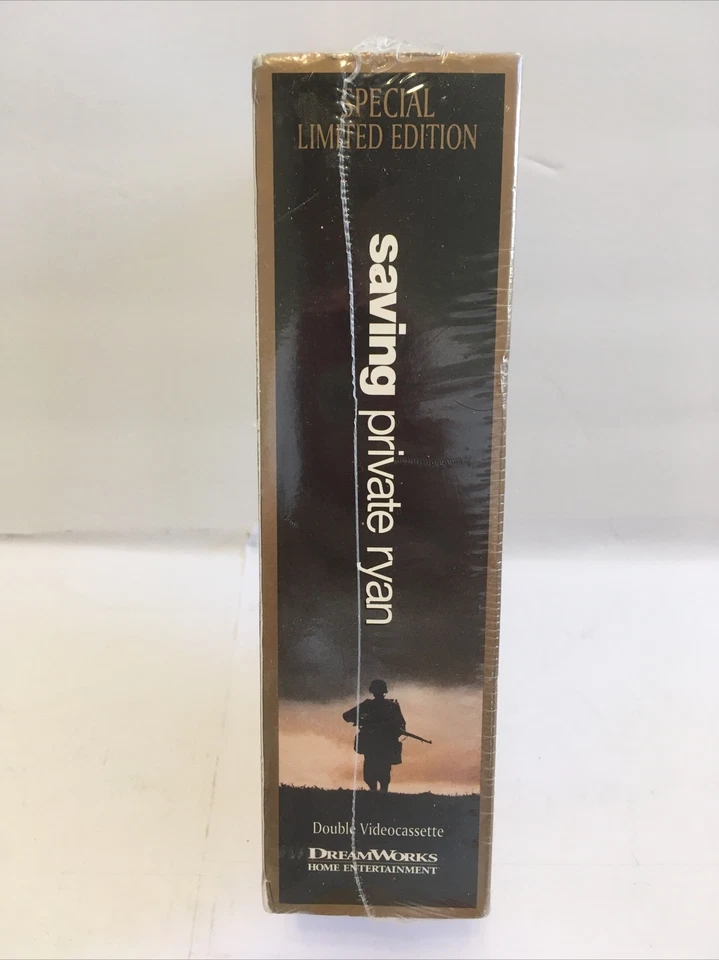 SPECIAL
LIMITED EDITION
saving private ryan
Double Videocassette
DREAMWORKS
HOME ENTERTAINMENT